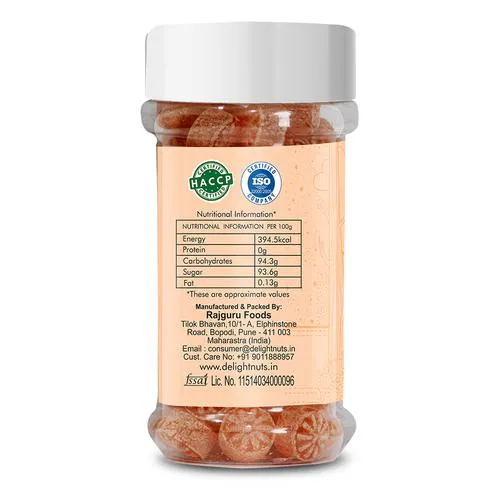 CERTIFIED
HACCP
CERTIFIED
CERTIFIED
ISO
22000:2005
COMPANY
Nutritional Information*
NUTRITIONAL INFORMATION PER 100g
Energy 394.5kcal
Protein 0g
Carbohydrates 94.3g
Sugar 93.6g
Fat 0.13g
*These are approximate values
Manufactured & Packed By:
Rajguru Foods
Tilok Bhavan,10/1- A, Elphinstone
Road, Bopodi, Pune - 411 003
Maharastra (India)
Email : consumer@delightnuts.in
Cust. Care No: +91 9011888957
www.delightnuts.in
fssai Lic. No. 11514034000096